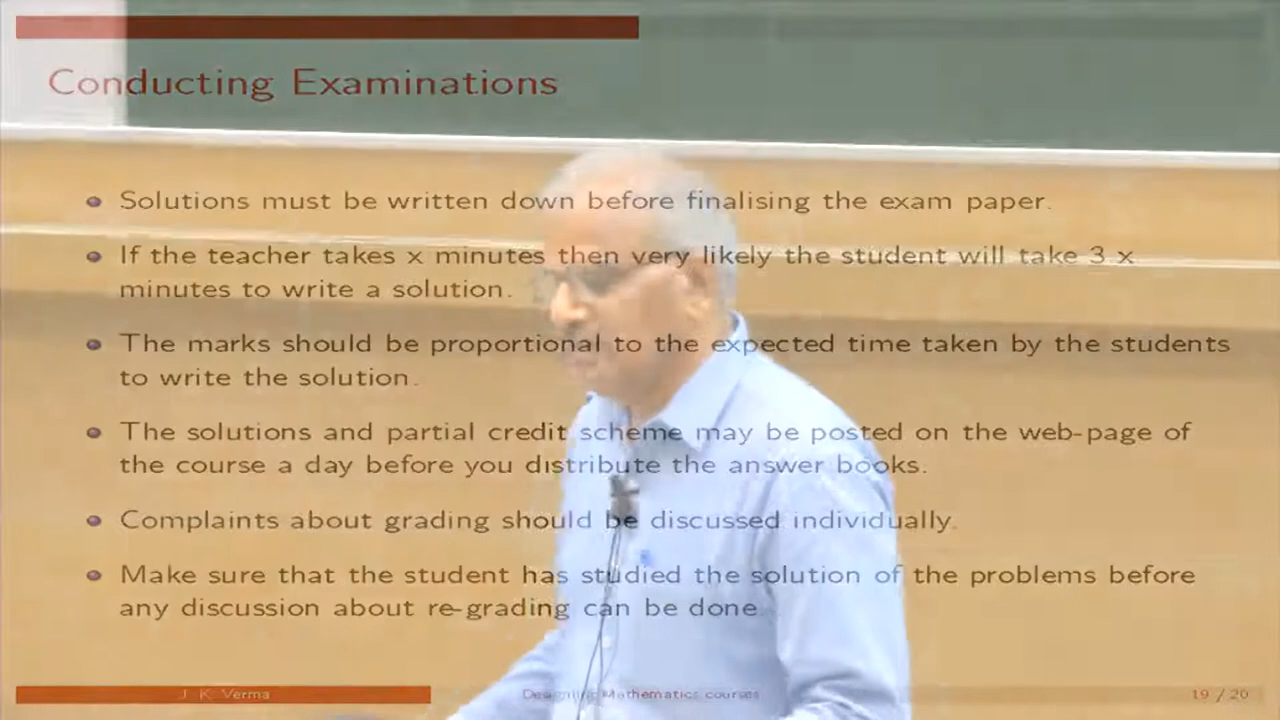 Conducting Examinations
Solutions must be written down before finalising the exam paper.
If the teacher takes x minutes then very likely the student will take 3 x
minutes to write a solution.
The marks should be proportional to the expected time taken by the students
to write the solution.
The solutions and partial credit scheme may be posted on the web-page of
the course a day before you distribute the answer books.
Complaints about grading should be discussed individually.
Make sure that the student has studied the solution of the problems before
any discussion about re-grading can be done.
J. K. Verma Designing Mathematics courses 19 / 20